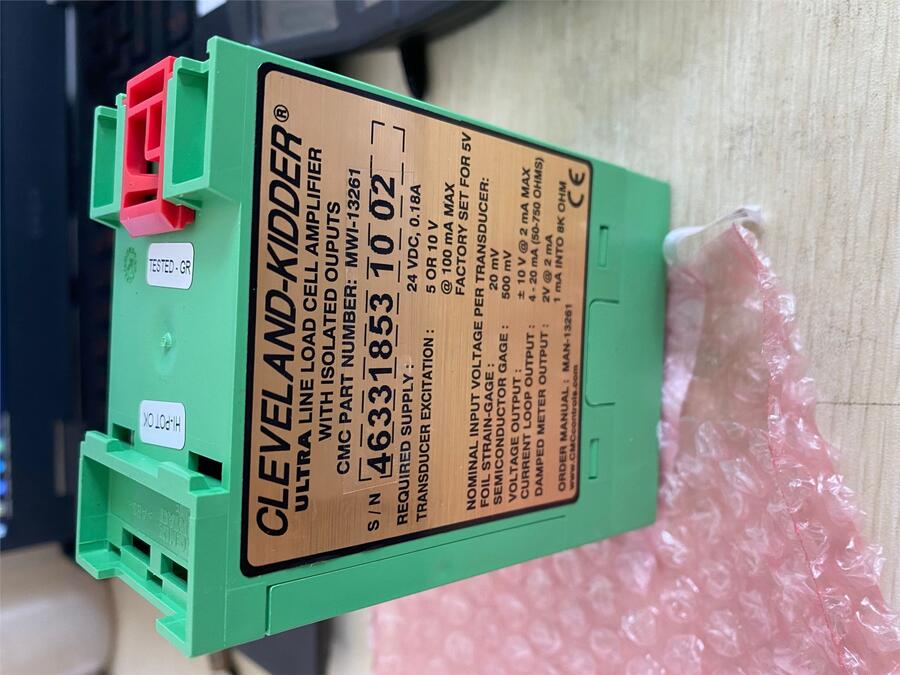 CLEVELAND-KIDDER®
ULTRA LINE LOAD CELL AMPLIFIER
WITH ISOLATED OUPUTS
CMC PART NUMBER: MWI-13261
S / N 46331853 10 02
REQUIRED SUPPLY : 24 VDC, 0.18A
TRANSDUCER EXCITATION : 5 OR 10 V
@ 100 mA MAX
FACTORY SET FOR 5V
NOMINAL INPUT VOLTAGE PER TRANSDUCER:
FOIL STRAIN-GAGE : 20 mV
SEMICONDUCTOR GAGE : 500 mV
VOLTAGE OUTPUT : ± 10 V @ 2 mA MAX
CURRENT LOOP OUTPUT : 4 - 20 mA (50-750 OHMS)
DAMPED METER OUTPUT : 2V @ 2 mA
1 mA INTO 8K OHM
ORDER MANUAL : MAN-13261
www.CMCcontrols.com
CE
HI-POT OK
TESTED - GR